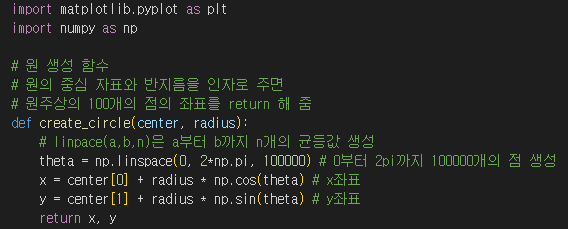 import matplotlib.pyplot as plt
import numpy as np

# 원 생성 함수
# 원의 중심 자표와 반지름을 인자로 주면
# 원주상의 100개의 점의 좌표를 return 해 줌
def create_circle(center, radius):
    # linpace(a,b,n)은 a부터 b까지 n개의 균등값 생성
    theta = np.linspace(0, 2*np.pi, 100000) # 0부터 2pi까지 100000개의 점 생성
    x = center[0] + radius * np.cos(theta) # x좌표
    y = center[1] + radius * np.sin(theta) # y좌표
    return x, y